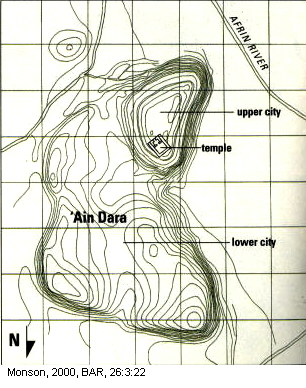 AFRIN RIVER
upper city
temple
'Ain Dara
lower city
N
Monson, 2000, BAR, 26:3:22